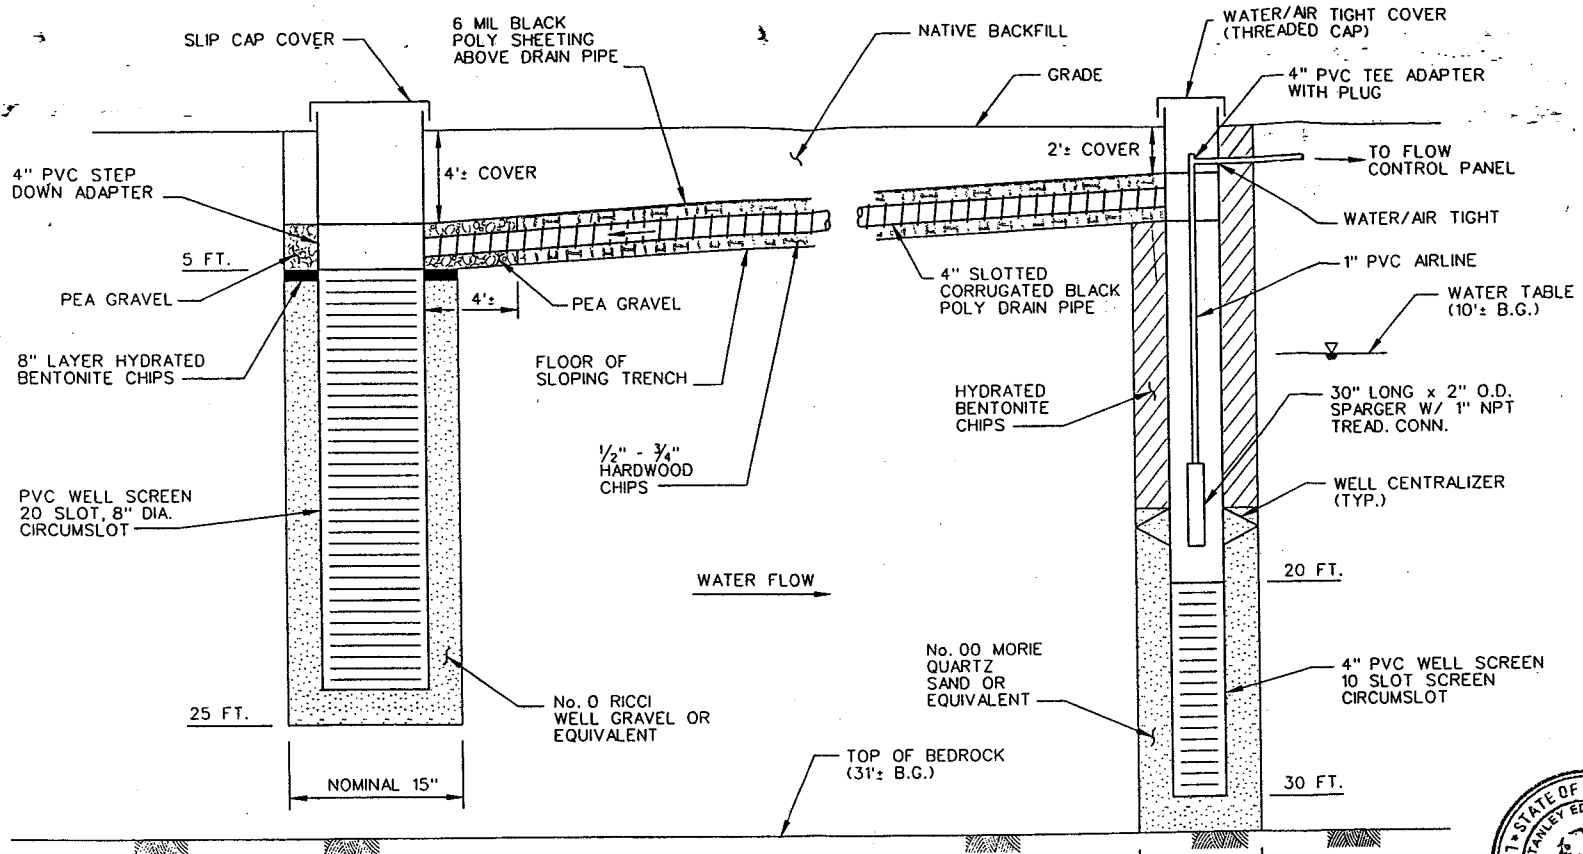 SLIP CAP COVER
6 MIL BLACK
POLY SHEETING
ABOVE DRAIN PIPE
NATIVE BACKFILL
GRADE
WATER/AIR TIGHT COVER
(THREADED CAP)
4" PVC TEE ADAPTER
WITH PLUG
4'± COVER
2'± COVER
TO FLOW
CONTROL PANEL
4" PVC STEP
DOWN ADAPTER
WATER/AIR TIGHT
5 FT.
PEA GRAVEL
4'±
PEA GRAVEL
4" SLOTTED
CORRUGATED BLACK
POLY DRAIN PIPE
1" PVC AIRLINE
WATER TABLE
(10'± B.G.)
8" LAYER HYDRATED
BENTONITE CHIPS
FLOOR OF
SLOPING TRENCH
HYDRATED
BENTONITE
CHIPS
30" LONG x 2" O.D.
SPARGER W/ 1" NPT
TREAD. CONN.
1/2" - 3/4"
HARDWOOD
CHIPS
PVC WELL SCREEN
20 SLOT, 8" DIA.
CIRCUMSLOT
WELL CENTRALIZER
(TYP.)
WATER FLOW
20 FT.
No. 00 MORIE
QUARTZ
SAND OR
EQUIVALENT
4" PVC WELL SCREEN
10 SLOT SCREEN
CIRCUMSLOT
25 FT.
No. 0 RICCI
WELL GRAVEL OR
EQUIVALENT
TOP OF BEDROCK
(31'± B.G.)
NOMINAL 15"
30 FT.
STATE OF
STANLEY